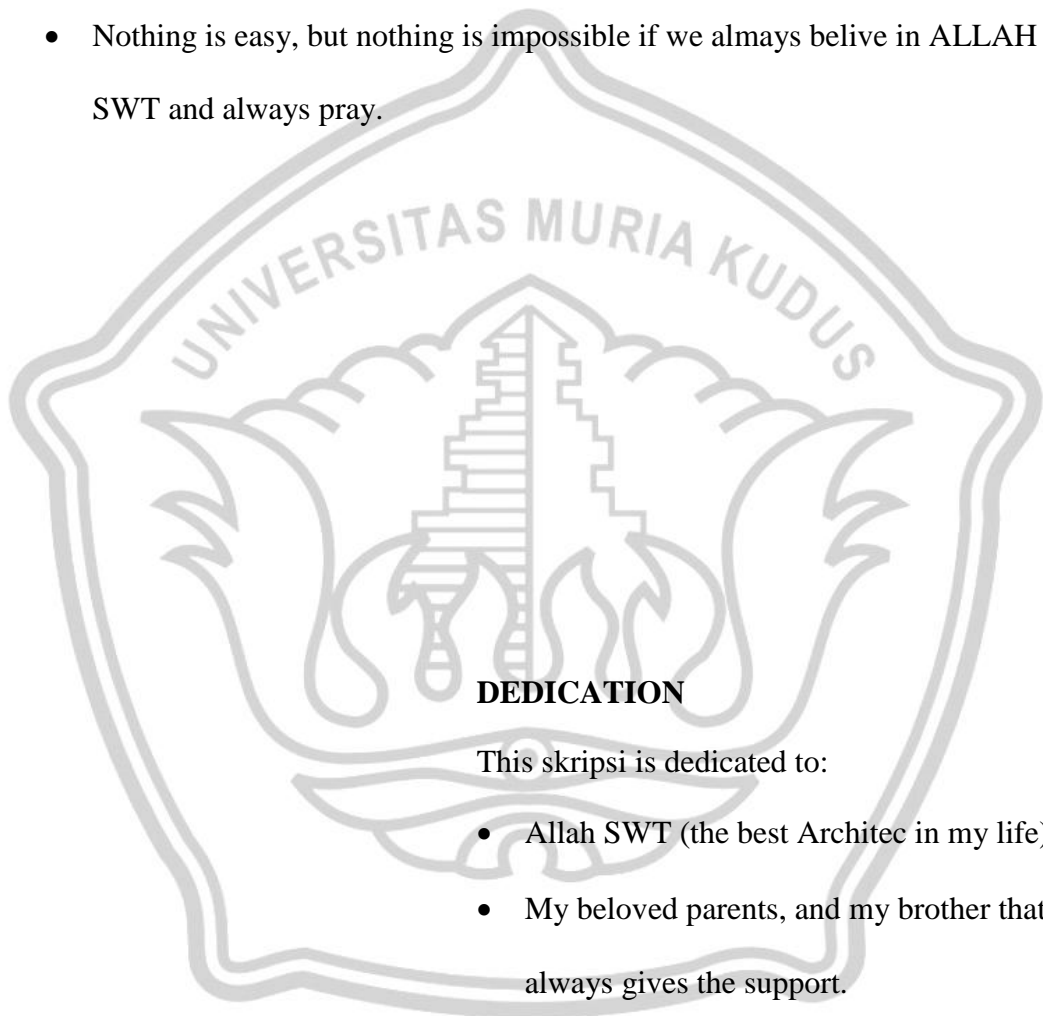 • Nothing is easy, but nothing is impossible if we almays belive in ALLAH
SWT and always pray.
UNIVERSITAS MURIA KUDUS
DEDICATION
This skripsi is dedicated to:
• Allah SWT (the best Architec in my life)
• My beloved parents, and my brother that
always gives the support.